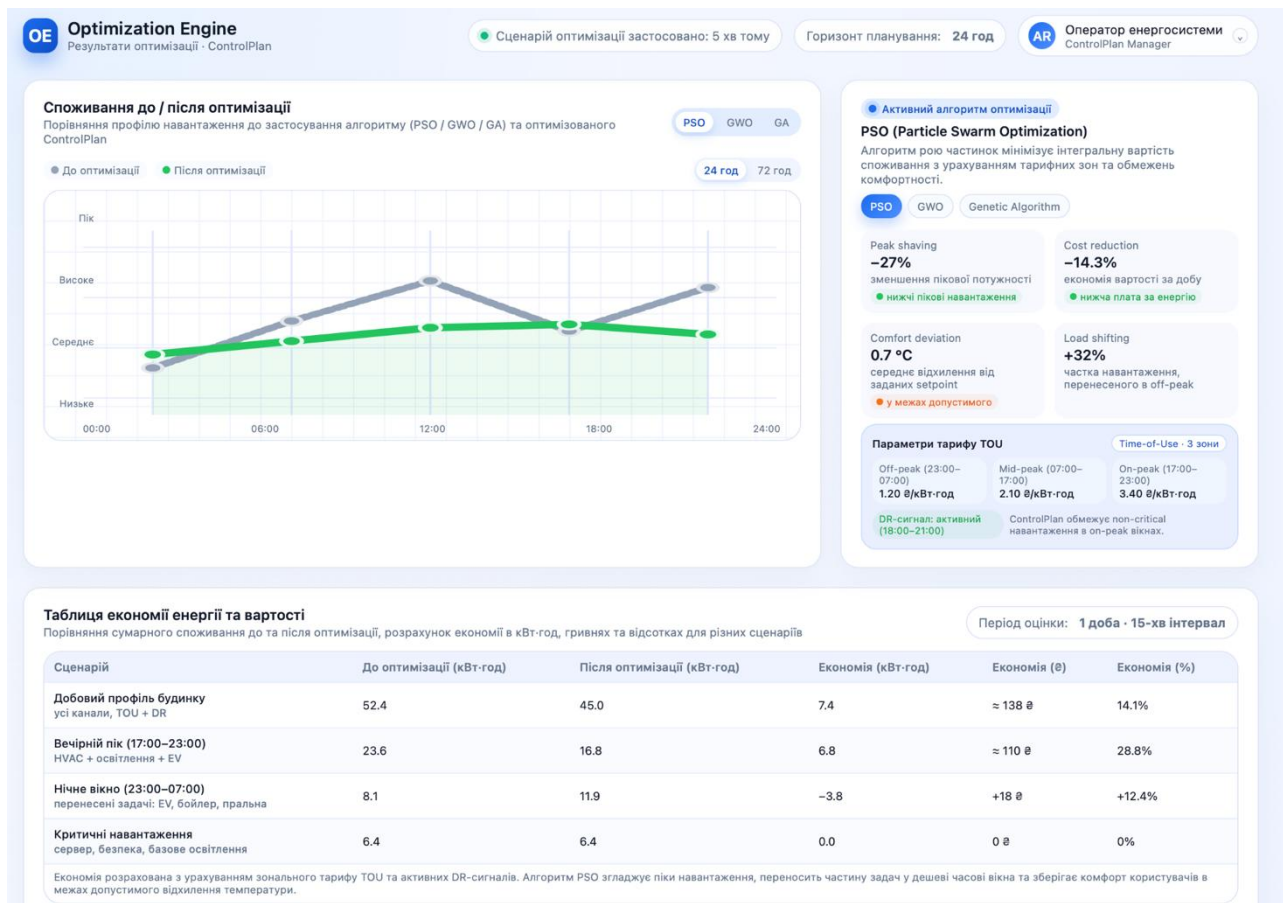 OE
Optimization Engine
Результати оптимізації · ControlPlan
Сценарій оптимізації застосовано: 5 хв тому
Горизонт планування: 24 год
AR
Оператор енергосистеми
ControlPlan Manager
Споживання до / після оптимізації
Порівняння профілю навантаження до застосування алгоритму (PSO / GWO / GA) та оптимізованого
ControlPlan
PSO GWO GA
До оптимізації Після оптимізації
24 год 72 год
Пік
Високе
Середнє
Низьке
00:00 06:00 12:00 18:00 24:00
Активний алгоритм оптимізації
PSO (Particle Swarm Optimization)
Алгоритм рою частинок мінімізує інтегральну вартість
споживання з урахуванням тарифних зон та обмежень
комфортності.
PSO GWO Genetic Algorithm
Peak shaving
−27%
зменшення пікової потужності
нижчі пікові навантаження
Cost reduction
−14.3%
економія вартості за добу
нижча плата за енергію
Comfort deviation
0.7 °C
середнє відхилення від
заданих setpoint
у межах допустимого
Load shifting
+32%
частка навантаження,
перенесеного в off-peak
Параметри тарифу TOU
Time-of-Use · 3 зони
Off-peak (23:00–
07:00)
1.20 ₴/кВт·год
Mid-peak (07:00–
17:00)
2.10 ₴/кВт·год
On-peak (17:00–
23:00)
3.40 ₴/кВт·год
DR-сигнал: активний
(18:00–21:00)
ControlPlan обмежує non-critical
навантаження в on-peak вікнах.
Таблиця економії енергії та вартості
Порівняння сумарного споживання до та після оптимізації, розрахунок економії в кВт·год, гривнях та відсотках для різних сценаріїв
Період оцінки: 1 доба · 15-хв інтервал
Сценарій До оптимізації (кВт·год) Після оптимізації (кВт·год) Економія (кВт·год) Економія (₴) Економія (%)
Добовий профіль будинку
усі канали, TOU + DR
52.4 45.0 7.4 ≈ 138 ₴ 14.1%
Вечірній пік (17:00–23:00)
HVAC + освітлення + EV
23.6 16.8 6.8 ≈ 110 ₴ 28.8%
Нічне вікно (23:00–07:00)
перенесені задачі: EV, бойлер, пральна
8.1 11.9 −3.8 +18 ₴ +12.4%
Критичні навантаження
сервер, безпека, базове освітлення
6.4 6.4 0.0 0 ₴ 0%
Економія розрахована з урахуванням зонального тарифу TOU та активних DR-сигналів. Алгоритм PSO згладжує піки навантаження, переносить частину задач у дешеві часові вікна та зберігає комфорт користувачів в
межах допустимого відхилення температури.